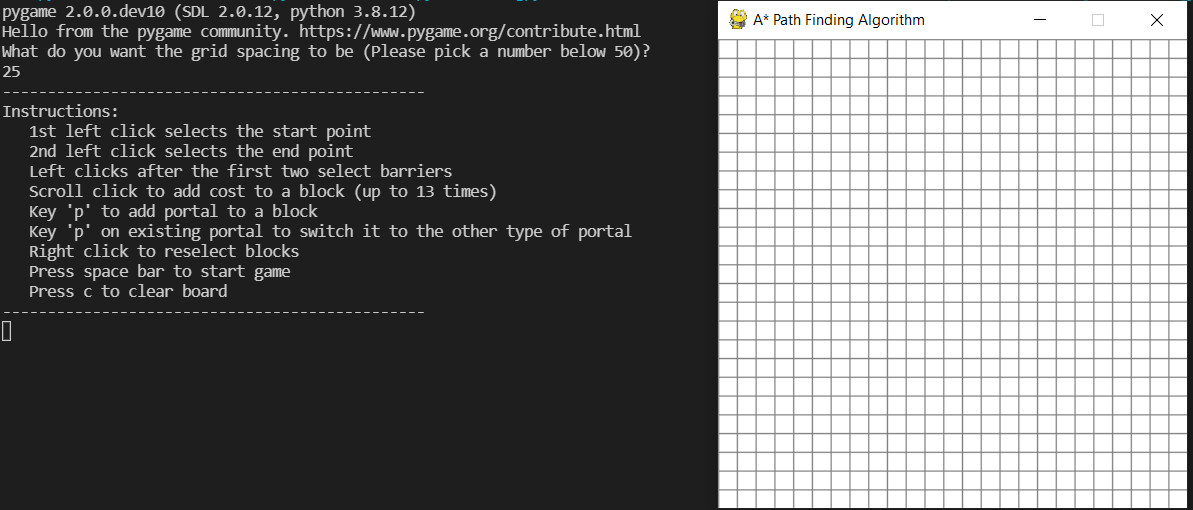 pygame 2.0.0.dev10 (SDL 2.0.12, python 3.8.12)
Hello from the pygame community. https://www.pygame.org/contribute.html
What do you want the grid spacing to be (Please pick a number below 50)?
25
-----------------------------------------------
Instructions:
   1st left click selects the start point
   2nd left click selects the end point
   Left clicks after the first two select barriers
   Scroll click to add cost to a block (up to 13 times)
   Key 'p' to add portal to a block
   Key 'p' on existing portal to switch it to the other type of portal
   Right click to reselect blocks
   Press space bar to start game
   Press c to clear board
-----------------------------------------------
A* Path Finding Algorithm